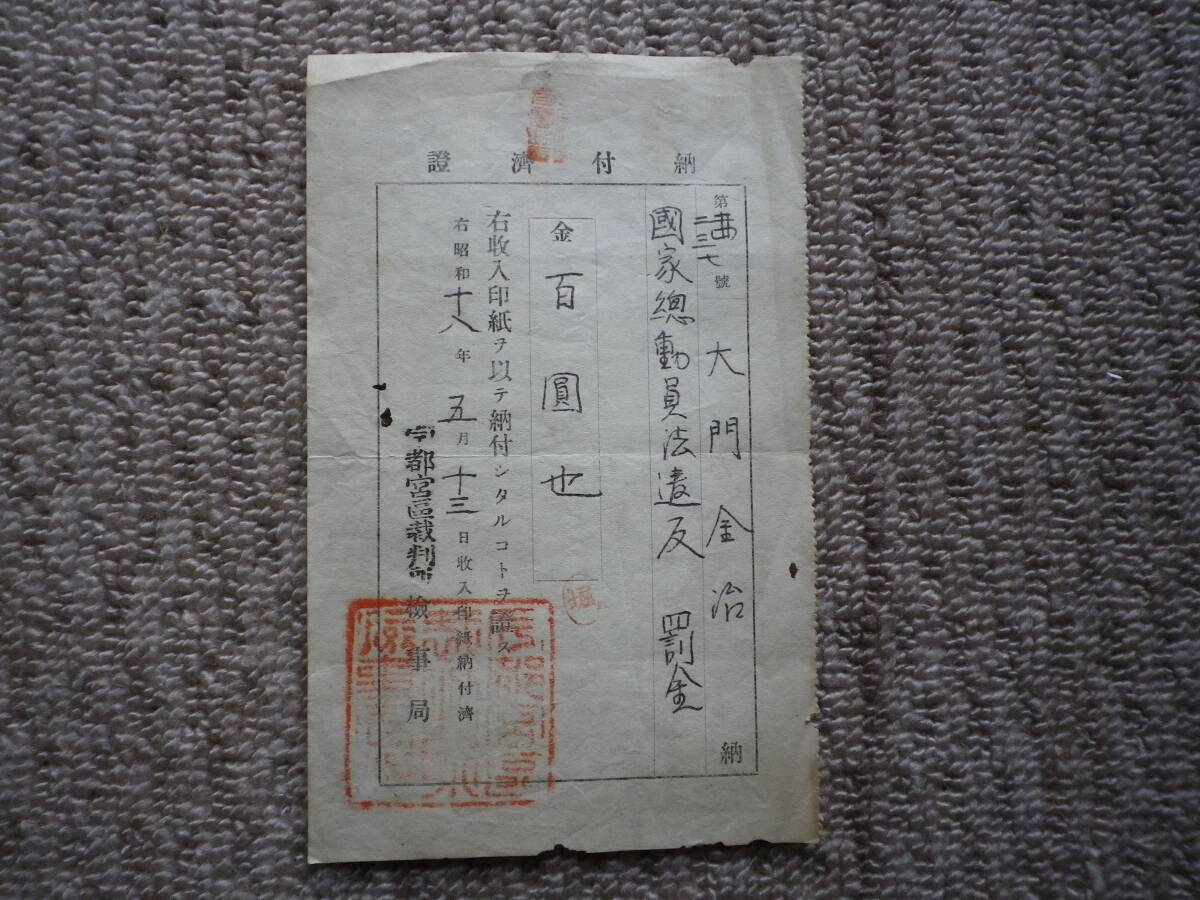 納付濟證
第二三七號 大門金治 納
國家總動員法違反 罰金
金百圓也
右收入印紙ヲ以テ納付シタルコトヲ證ス
右昭和十八年五月十三日收入印紙納付濟
宇都宮區裁判所檢事局